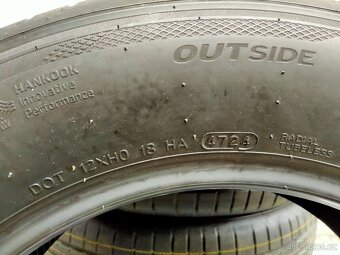 OUTSIDE
HANKOOK
Innovative
Performance
DOT 12XHO 18 HA 4724
RADIAL
TUBELESS